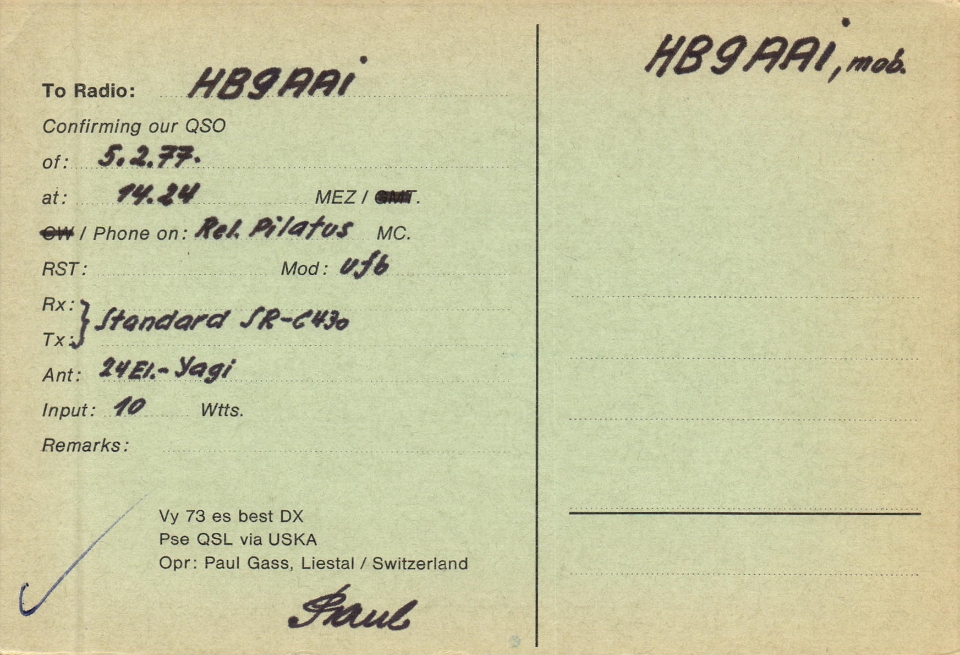 To Radio: HB9AAi
Confirming our QSO
of: 5.2.77.
at: 14.24 MEZ / GMT.
CW / Phone on: Rel. Pilatus MC.
RST: Mod: ufb
Rx:
Tx: } Standard SR-C430
Ant: 24El.-Yagi
Input: 10 Wtts.
Remarks:
Vy 73 es best DX
Pse QSL via USKA
Opr: Paul Gass, Liestal / Switzerland
Paul
HB9AAi, mob.